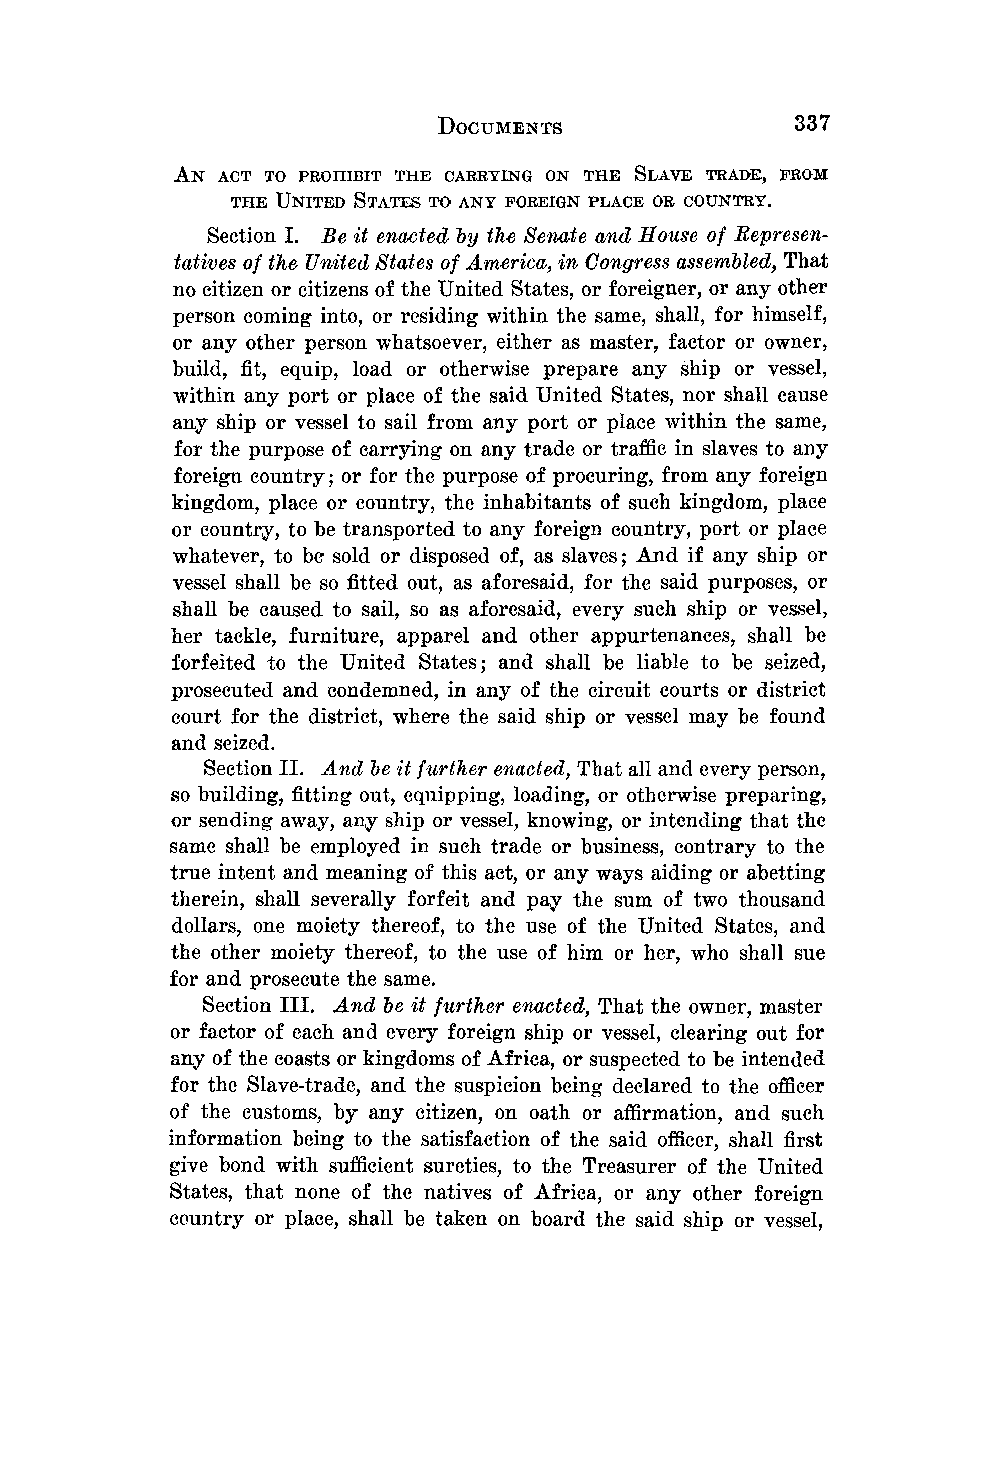 DOCUMENTS 337
AN ACT TO PROHIBIT THE CARRYING ON THE SLAVE TRADE, FROM
THE UNITED STATES TO ANY FOREIGN PLACE OR COUNTRY.
Section I. Be it enacted by the Senate and House of Represen-
tatives of the United States of America, in Congress assembled, That
no citizen or citizens of the United States, or foreigner, or any other
person coming into, or residing within the same, shall, for himself,
or any other person whatsoever, either as master, factor or owner,
build, fit, equip, load or otherwise prepare any ship or vessel,
within any port or place of the said United States, nor shall cause
any ship or vessel to sail from any port or place within the same,
for the purpose of carrying on any trade or traffic in slaves to any
foreign country; or for the purpose of procuring, from any foreign
kingdom, place or country, the inhabitants of such kingdom, place
or country, to be transported to any foreign country, port or place
whatever, to be sold or disposed of, as slaves; And if any ship or
vessel shall be so fitted out, as aforesaid, for the said purposes, or
shall be caused to sail, so as aforesaid, every such ship or vessel,
her tackle, furniture, apparel and other appurtenances, shall be
forfeited to the United States; and shall be liable to be seized,
prosecuted and condemned, in any of the circuit courts or district
court for the district, where the said ship or vessel may be found
and seized.
Section II. And be it further enacted, That all and every person,
so building, fitting out, equipping, loading, or otherwise preparing,
or sending away, any ship or vessel, knowing, or intending that the
same shall be employed in such trade or business, contrary to the
true intent and meaning of this act, or any ways aiding or abetting
therein, shall severally forfeit and pay the sum of two thousand
dollars, one moiety thereof, to the use of the United States, and
the other moiety thereof, to the use of him or her, who shall sue
for and prosecute the same.
Section III. And be it further enacted, That the owner, master
or factor of each and every foreign ship or vessel, clearing out for
any of the coasts or kingdoms of Africa, or suspected to be intended
for the Slave-trade, and the suspicion being declared to the officer
of the customs, by any citizen, on oath or affirmation, and such
information being to the satisfaction of the said officer, shall first
give bond with sufficient sureties, to the Treasurer of the United
States, that none of the natives of Africa, or any other foreign
country or place, shall be taken on board the said ship or vessel,